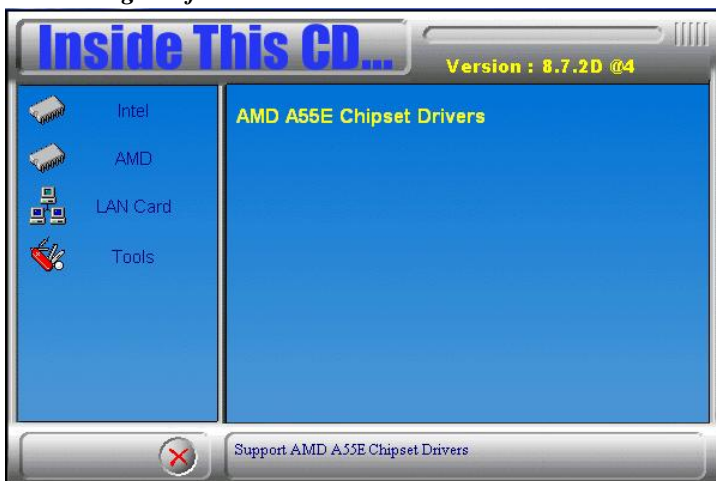 Inside This CD...
Version : 8.7.2D @4
Intel
AMD
LAN Card
Tools
AMD A55E Chipset Drivers
Support AMD A55E Chipset Drivers